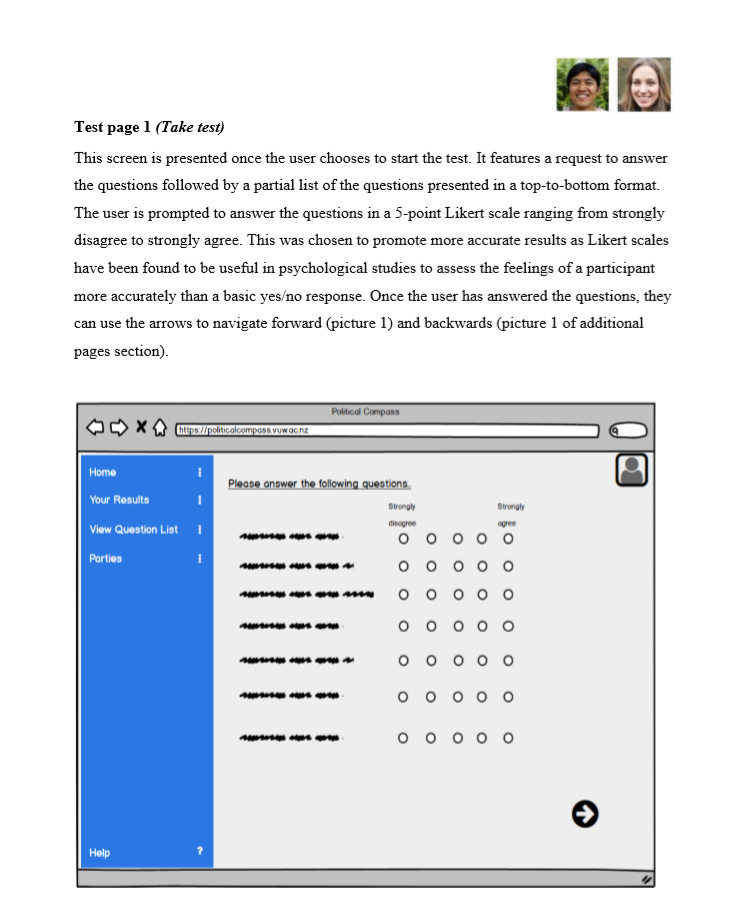 Test page 1 (Take test)
This screen is presented once the user chooses to start the test. It features a request to answer
the questions followed by a partial list of the questions presented in a top-to-bottom format.
The user is prompted to answer the questions in a 5-point Likert scale ranging from strongly
disagree to strongly agree. This was chosen to promote more accurate results as Likert scales
have been found to be useful in psychological studies to assess the feelings of a participant
more accurately than a basic yes/no response. Once the user has answered the questions, they
can use the arrows to navigate forward (picture 1) and backwards (picture 1 of additional
pages section).
Political Compass
https://politicalcompass.vuw.ac.nz
Home
Your Results
View Question List
Parties
Help ?
Please answer the following questions..
Strongly
disagree
Strongly
agree